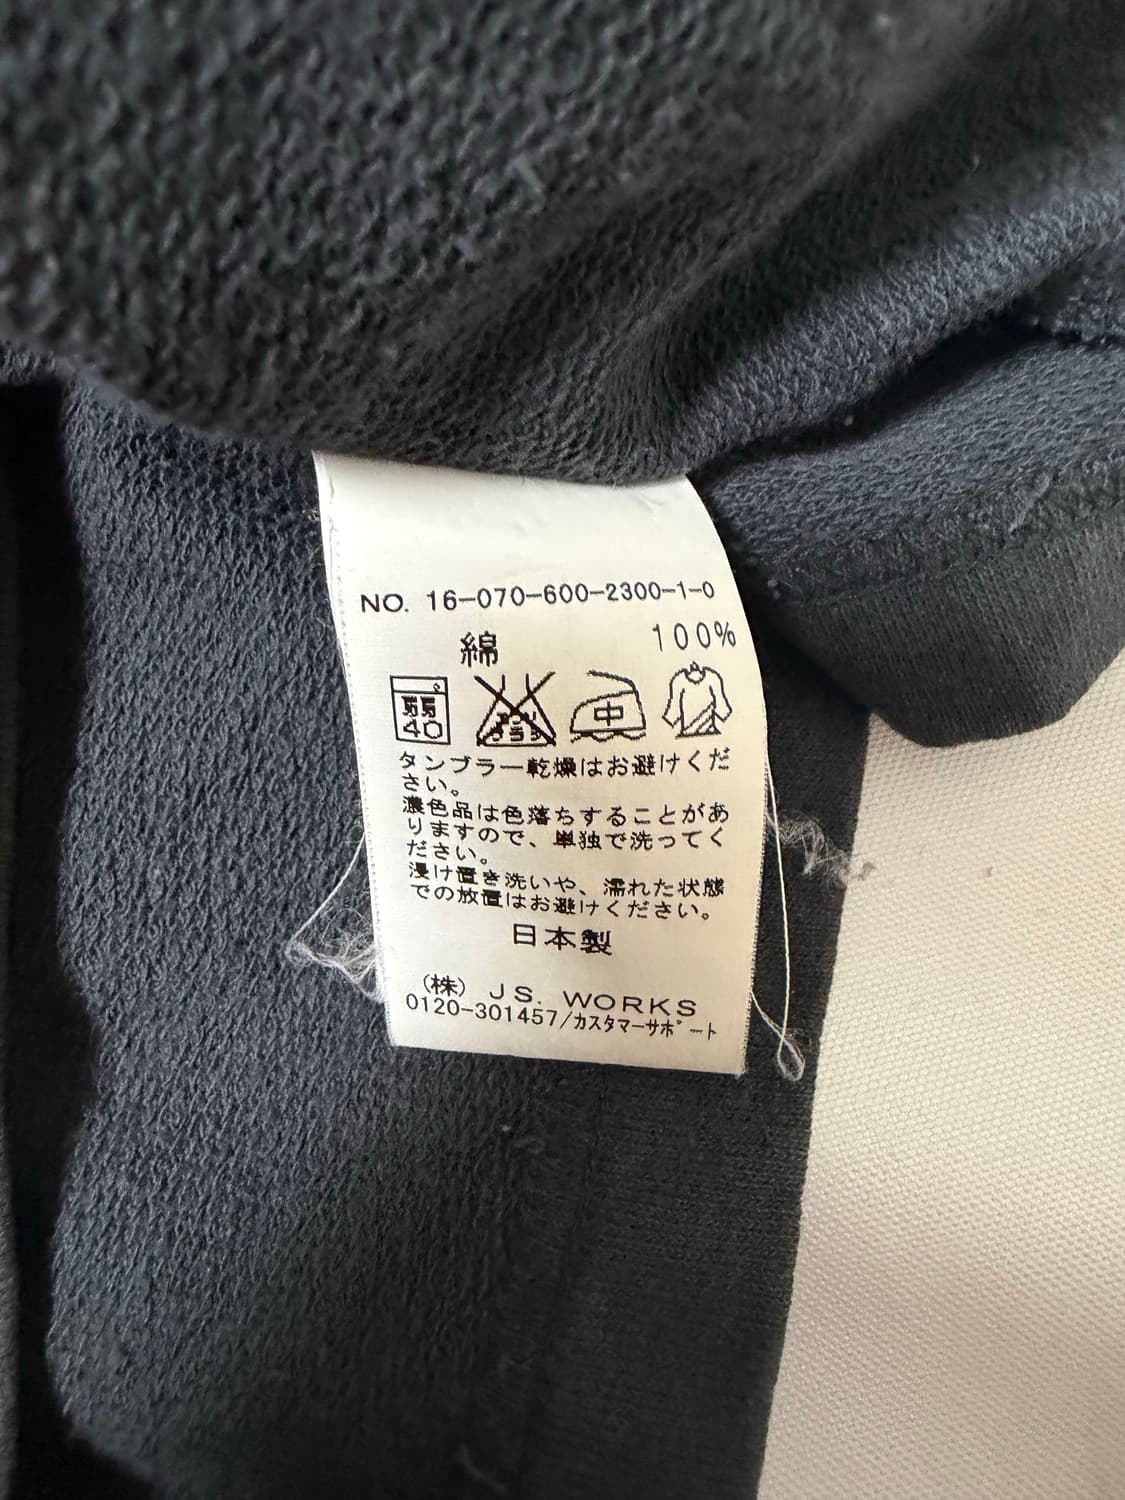 NO. 16-070-600-2300-1-0
綿 100%
40
中
タンブラー乾燥はお避けくだ
さい。
濃色品は色落ちすることがあ
りますので、単独で洗ってく
ださい。
浸け置き洗いや、濡れた状態
での放置はお避けください。
日本製
(株) JS. WORKS
0120-301457/カスタマーサポート